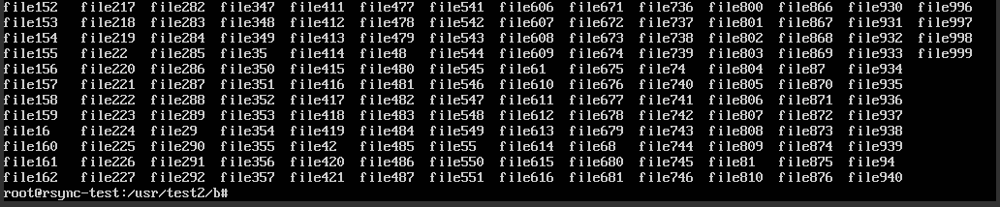 file152 file217 file282 file347 file411 file477 file541 file606 file671 file736 file800 file866 file930 file996
file153 file218 file283 file348 file412 file478 file542 file607 file672 file737 file801 file867 file931 file997
file154 file219 file284 file349 file413 file479 file543 file608 file673 file738 file802 file868 file932 file998
file155 file22 file285 file35 file414 file48 file544 file609 file674 file739 file803 file869 file933 file999
file156 file220 file286 file350 file415 file480 file545 file61 file675 file74 file804 file87 file934
file157 file221 file287 file351 file416 file481 file546 file610 file676 file740 file805 file870 file935
file158 file222 file288 file352 file417 file482 file547 file611 file677 file741 file806 file871 file936
file159 file223 file289 file353 file418 file483 file548 file612 file678 file742 file807 file872 file937
file16 file224 file29 file354 file419 file484 file549 file613 file679 file743 file808 file873 file938
file160 file225 file290 file355 file42 file485 file55 file614 file68 file744 file809 file874 file939
file161 file226 file291 file356 file420 file486 file550 file615 file680 file745 file81 file875 file94
file162 file227 file292 file357 file421 file487 file551 file616 file681 file746 file810 file876 file940
root@rsync-test:/usr/test2/b#